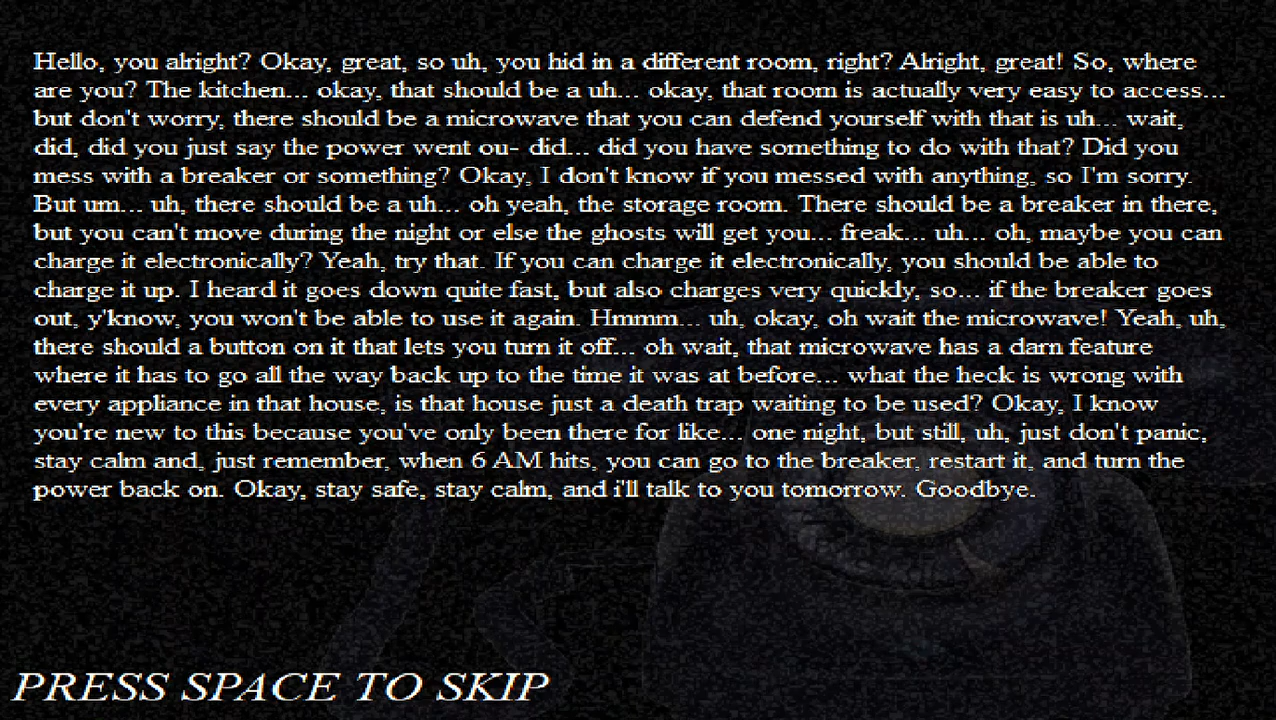 Hello, you alright? Okay, great, so uh, you hid in a different room, right? Alright, great! So, where
are you? The kitchen... okay, that should be a uh... okay, that room is actually very easy to access...
but don't worry, there should be a microwave that you can defend yourself with that is uh... wait,
did, did you just say the power went ou- did... did you have something to do with that? Did you
mess with a breaker or something? Okay, I don't know if you messed with anything, so I'm sorry.
But um... uh, there should be a uh... oh yeah, the storage room. There should be a breaker in there,
but you can't move during the night or else the ghosts will get you... freak... uh... oh, maybe you can
charge it electronically? Yeah, try that. If you can charge it electronically, you should be able to
charge it up. I heard it goes down quite fast, but also charges very quickly, so... if the breaker goes
out, y'know, you won't be able to use it again. Hmmm... uh, okay, oh wait the microwave! Yeah, uh,
there should a button on it that lets you turn it off... oh wait, that microwave has a darn feature
where it has to go all the way back up to the time it was at before... what the heck is wrong with
every appliance in that house, is that house just a death trap waiting to be used? Okay, I know
you're new to this because you've only been there for like... one night, but still, uh, just don't panic,
stay calm and, just remember, when 6 AM hits, you can go to the breaker, restart it, and turn the
power back on. Okay, stay safe, stay calm, and i'll talk to you tomorrow. Goodbye.
PRESS SPACE TO SKIP